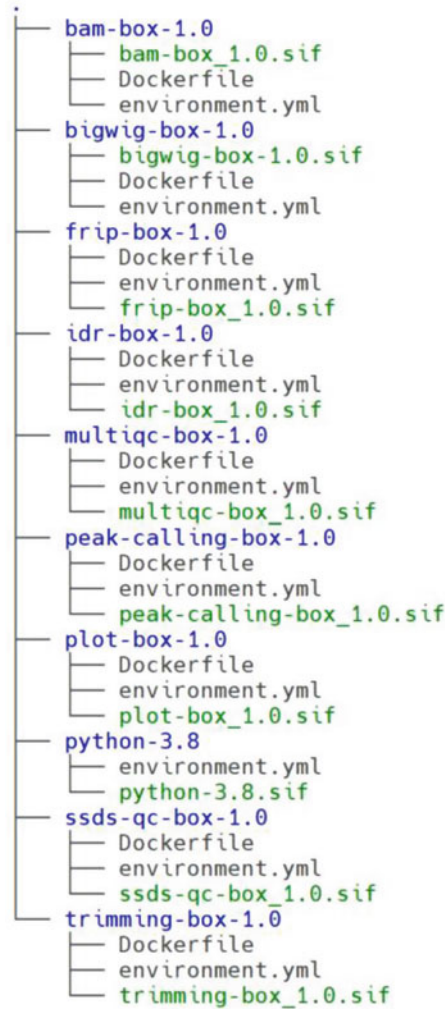 .
├── bam-box-1.0
│   ├── bam-box_1.0.sif
│   ├── Dockerfile
│   └── environment.yml
├── bigwig-box-1.0
│   ├── bigwig-box-1.0.sif
│   ├── Dockerfile
│   └── environment.yml
├── frip-box-1.0
│   ├── Dockerfile
│   ├── environment.yml
│   └── frip-box_1.0.sif
├── idr-box-1.0
│   ├── Dockerfile
│   ├── environment.yml
│   └── idr-box_1.0.sif
├── multiqc-box-1.0
│   ├── Dockerfile
│   ├── environment.yml
│   └── multiqc-box_1.0.sif
├── peak-calling-box-1.0
│   ├── Dockerfile
│   ├── environment.yml
│   └── peak-calling-box_1.0.sif
├── plot-box-1.0
│   ├── Dockerfile
│   ├── environment.yml
│   └── plot-box_1.0.sif
├── python-3.8
│   ├── environment.yml
│   └── python-3.8.sif
├── ssds-qc-box-1.0
│   ├── Dockerfile
│   ├── environment.yml
│   └── ssds-qc-box_1.0.sif
└── trimming-box-1.0
    ├── Dockerfile
    ├── environment.yml
    └── trimming-box_1.0.sif